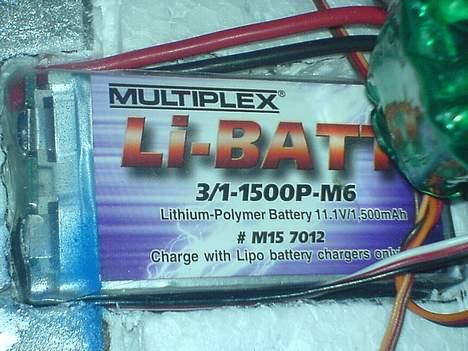 MULTIPLEX®
Li-BATT
3/1-1500P-M6
Lithium-Polymer Battery 11.1V/1,500mAh
# M15 7012
Charge with Lipo battery chargers only